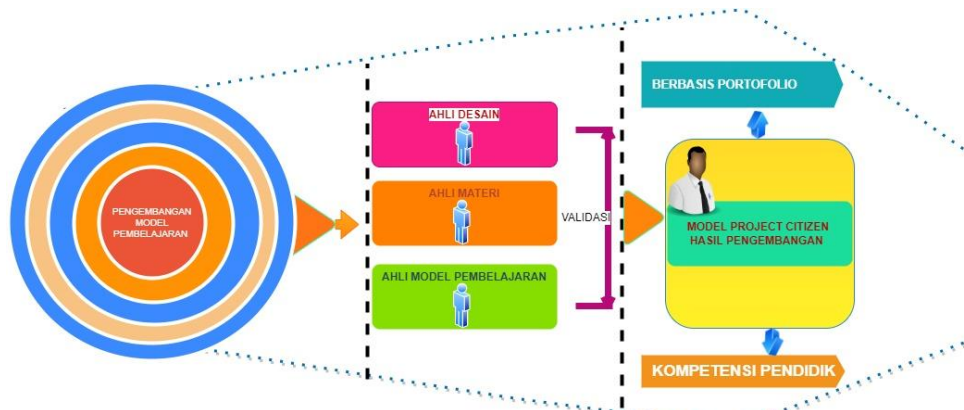 PENGEMBANGAN
MODEL
PEMBELAJARAN
AHLI DESAIN
AHLI MATERI
AHLI MODEL PEMBELAJARAN
VALIDASI
BERBASIS PORTOFOLIO
MODEL PROJECT CITIZEN
HASIL PENGEMBANGAN
KOMPETENSI PENDIDIK